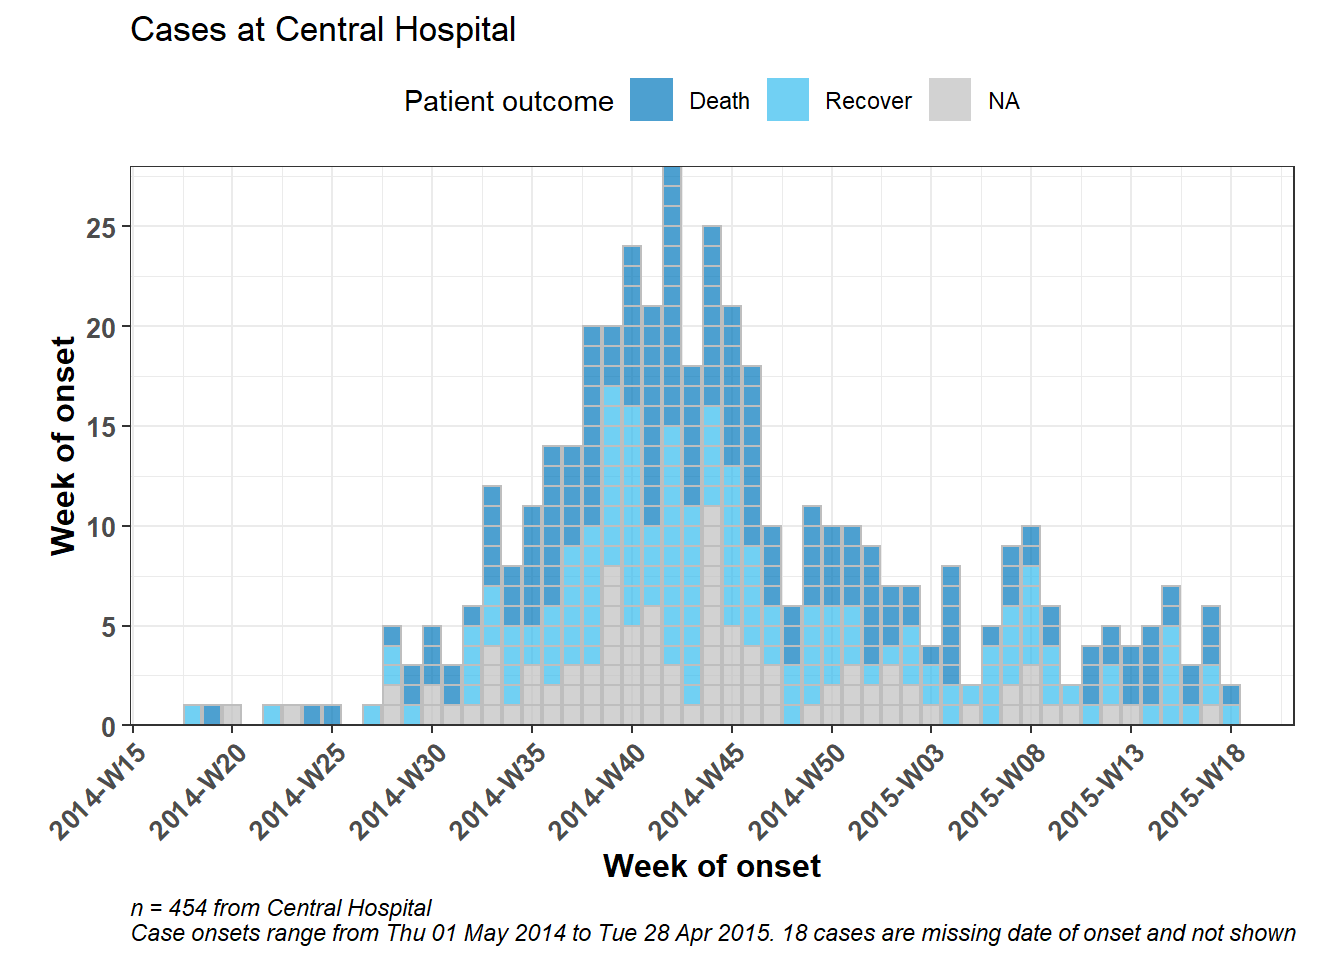 Cases at Central Hospital
Patient outcome Death Recover NA
Week of onset
25
20
15
10
5
0
2014-W15 2014-W20 2014-W25 2014-W30 2014-W35 2014-W40 2014-W45 2014-W50 2015-W03 2015-W08 2015-W13 2015-W18
Week of onset
n = 454 from Central Hospital
Case onsets range from Thu 01 May 2014 to Tue 28 Apr 2015. 18 cases are missing date of onset and not shown